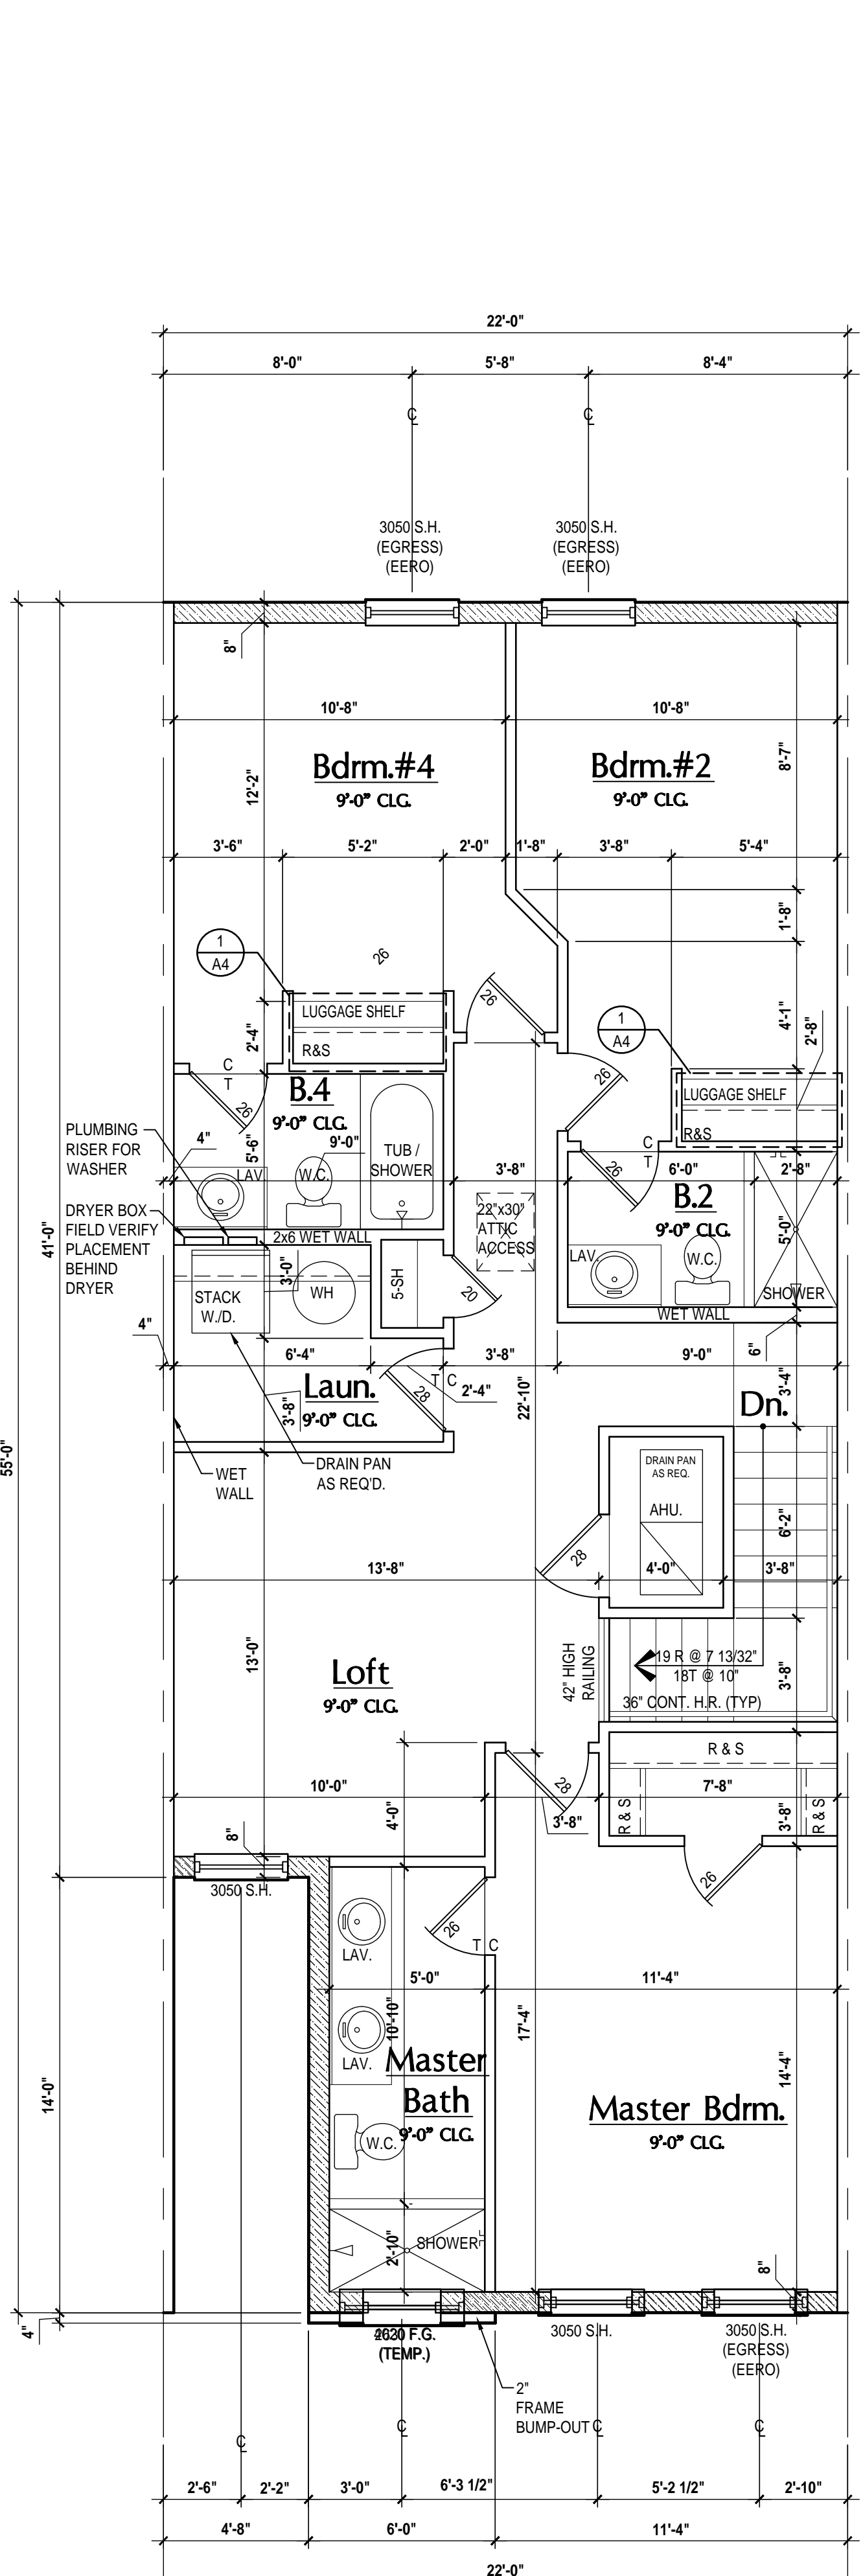 22'-0"
8'-0"
5'-8"
8'-4"
℄
℄
3050 S.H.
(EGRESS)
(EERO)
3050 S.H.
(EGRESS)
(EERO)
8"
10'-8"
10'-8"
8'-7"
12'-2"
Bdrm.#4
9'-0" CLG.
Bdrm.#2
9'-0" CLG.
3'-6"
5'-2"
2'-0"
1'-8"
3'-8"
5'-4"
1'-8"
1
A4
26
26
LUGGAGE SHELF
R&S
2'-4"
1
A4
4'-1"
2'-8"
C
T
26
B.4
9'-0" CLG.
26
LUGGAGE SHELF
R&S
PLUMBING
RISER FOR
WASHER
4"
5'-6"
9'-0"
LAV.
W.C.
TUB /
SHOWER
3'-8"
C
T
26
6'-0"
2'-8"
B.2
9'-0" CLG.
5'-0"
DRYER BOX
FIELD VERIFY
PLACEMENT
BEHIND
DRYER
41'-0"
2x6 WET WALL
22"x30"
ATTIC
ACCESS
LAV.
W.C.
SHOWER
WET WALL
3'-0"
STACK
W./D.
WH
5-SH
20
4"
6"
6'-4"
3'-8"
9'-0"
Laun.
9'-0" CLG.
T C
28
2'-4"
3'-8"
22'-10"
3'-4"
Dn.
55'-0"
WET
WALL
DRAIN PAN
AS REQ'D.
DRAIN PAN
AS REQ.
AHU.
6'-2"
28
13'-8"
4'-0"
3'-8"
13'-0"
Loft
9'-0" CLG.
42" HIGH
RAILING
19 R @ 7 13/32"
18T @ 10"
36" CONT. H.R. (TYP)
3'-8"
R & S
10'-0"
28
7'-8"
4'-0"
3'-8"
R & S
R & S
3'-8"
8"
3050 S.H.
26
26
LAV.
T C
5'-0"
11'-4"
10'-10"
17'-4"
LAV.
Master
Bath
9'-0" CLG.
14'-0"
14'-4"
Master Bdrm.
9'-0" CLG.
W.C.
2'-10"
SHOWER
8"
4"
F.G.
(TEMP.)
3050 S.H.
3050 S.H.
(EGRESS)
(EERO)
2"
FRAME
BUMP-OUT
℄
℄
℄
℄
2'-6"
2'-2"
3'-0"
6'-3 1/2"
5'-2 1/2"
2'-10"
4'-8"
6'-0"
11'-4"
22'-0"